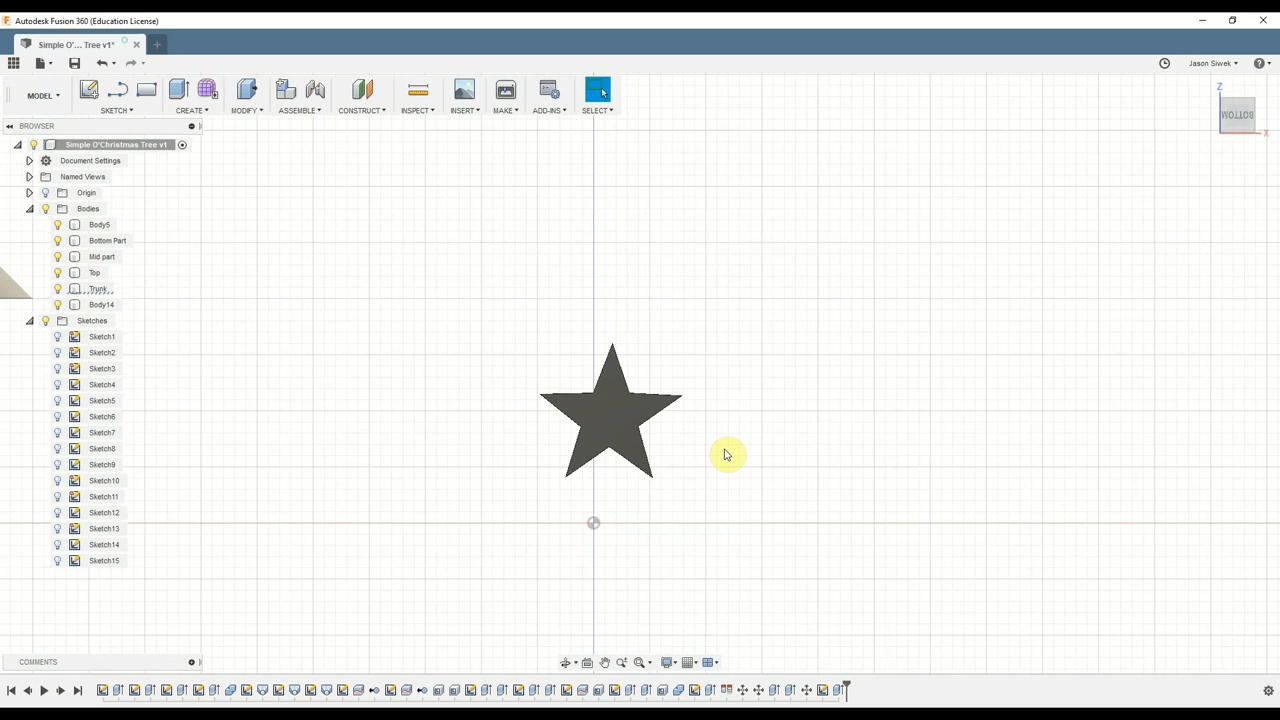 Autodesk Fusion 360 (Education License)
Simple O'... Tree v1*
Jason Siwek
MODEL
SKETCH
CREATE
MODIFY
ASSEMBLE
CONSTRUCT
INSPECT
INSERT
MAKE
ADD-INS
SELECT
Z
BOTTOM
X
BROWSER
Simple O'Christmas Tree v1
Document Settings
Named Views
Origin
Bodies
Body5
Bottom Part
Mid part
Top
Trunk
Body14
Sketches
Sketch1
Sketch2
Sketch3
Sketch4
Sketch5
Sketch6
Sketch7
Sketch8
Sketch9
Sketch10
Sketch11
Sketch12
Sketch13
Sketch14
Sketch15
COMMENTS